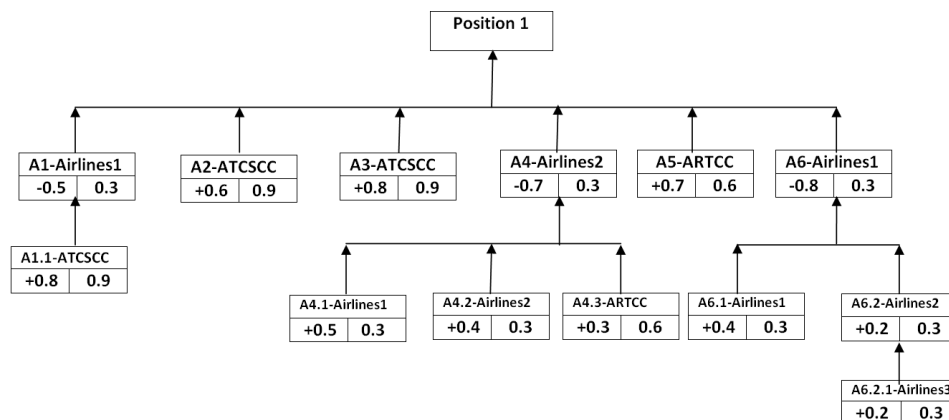 Position 1
A1-Airlines1
-0.5 0.3
A2-ATCSCC
+0.6 0.9
A3-ATCSCC
+0.8 0.9
A4-Airlines2
-0.7 0.3
A5-ARTCC
+0.7 0.6
A6-Airlines1
-0.8 0.3
A1.1-ATCSCC
+0.8 0.9
A4.1-Airlines1
+0.5 0.3
A4.2-Airlines2
+0.4 0.3
A4.3-ARTCC
+0.3 0.6
A6.1-Airlines1
+0.4 0.3
A6.2-Airlines2
+0.2 0.3
A6.2.1-Airlines3
+0.2 0.3